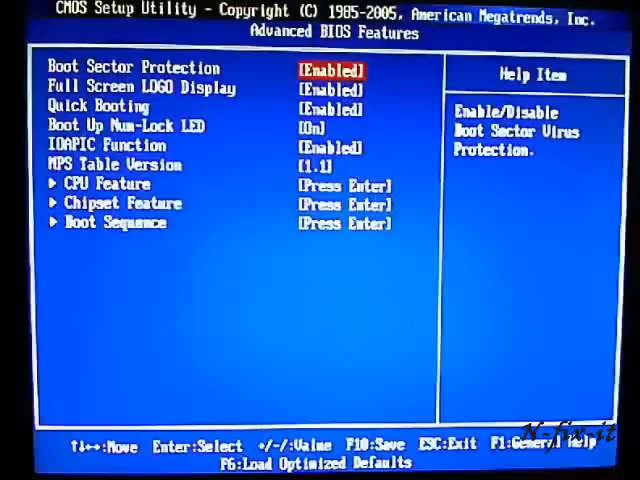 CMOS Setup Utility - Copyright (C) 1985-2005, American Megatrends, Inc.
Advanced BIOS Features
Boot Sector Protection [Enabled]
Full Screen LOGO Display [Enabled]
Quick Booting [Enabled]
Boot Up Num-Lock LED [On]
IOAPIC Function [Enabled]
MPS Table Version [1.1]
CPU Feature [Press Enter]
Chipset Feature [Press Enter]
Boot Sequence [Press Enter]
Help Item
Enable/Disable
Boot Sector Virus
Protection.
↑↓←→:Move Enter:Select +/-/:Value F10:Save ESC:Exit F1:General Help
F6:Load Optimized Defaults
N-fix-it